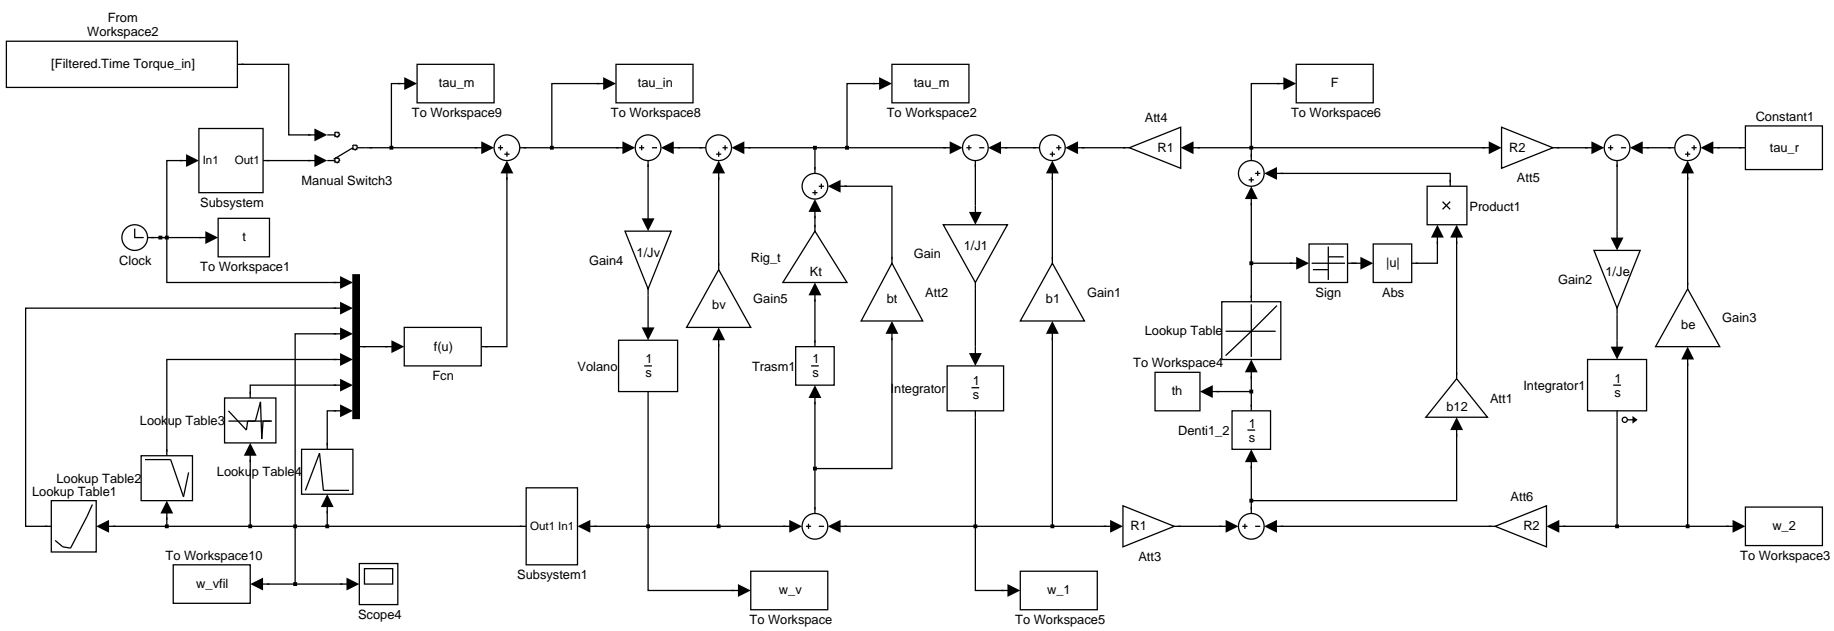 From
Workspace2
[Filtered.Time Torque_in]
tau_m
To Workspace9
tau_in
To Workspace8
tau_m
To Workspace2
F
To Workspace6
Att4
R1
R2
Att5
Constant1
tau_r
In1 Out1
Subsystem
Manual Switch3
Clock
t
To Workspace1
1/Jv
Gain4
bv
Gain5
Rig_t
Kt
bt
Att2
1/J1
Gain
b1
Gain1
×
Product1
Sign
|u|
Abs
1/Je
Gain2
be
Gain3
f(u)
Fcn
1
s
Volano
Trasm1
1
s
Integrator
1
s
Lookup Table
To Workspace4
th
Denti1_2
1
s
b12
Att1
Integrator1
1
s
Lookup Table3
Lookup Table4
Lookup Table2
Lookup Table1
Out1 In1
Subsystem1
R1
Att3
Att6
R2
w_2
To Workspace3
To Workspace10
w_vfil
Scope4
w_v
To Workspace
w_1
To Workspace5